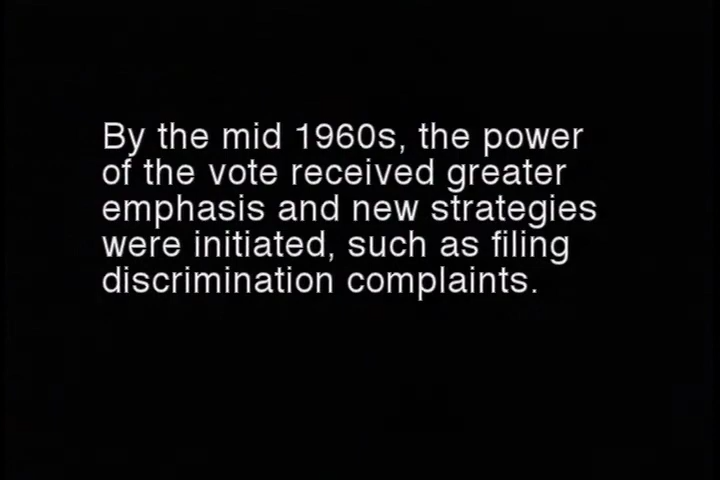 By the mid 1960s, the power
of the vote received greater
emphasis and new strategies
were initiated, such as filing
discrimination complaints.